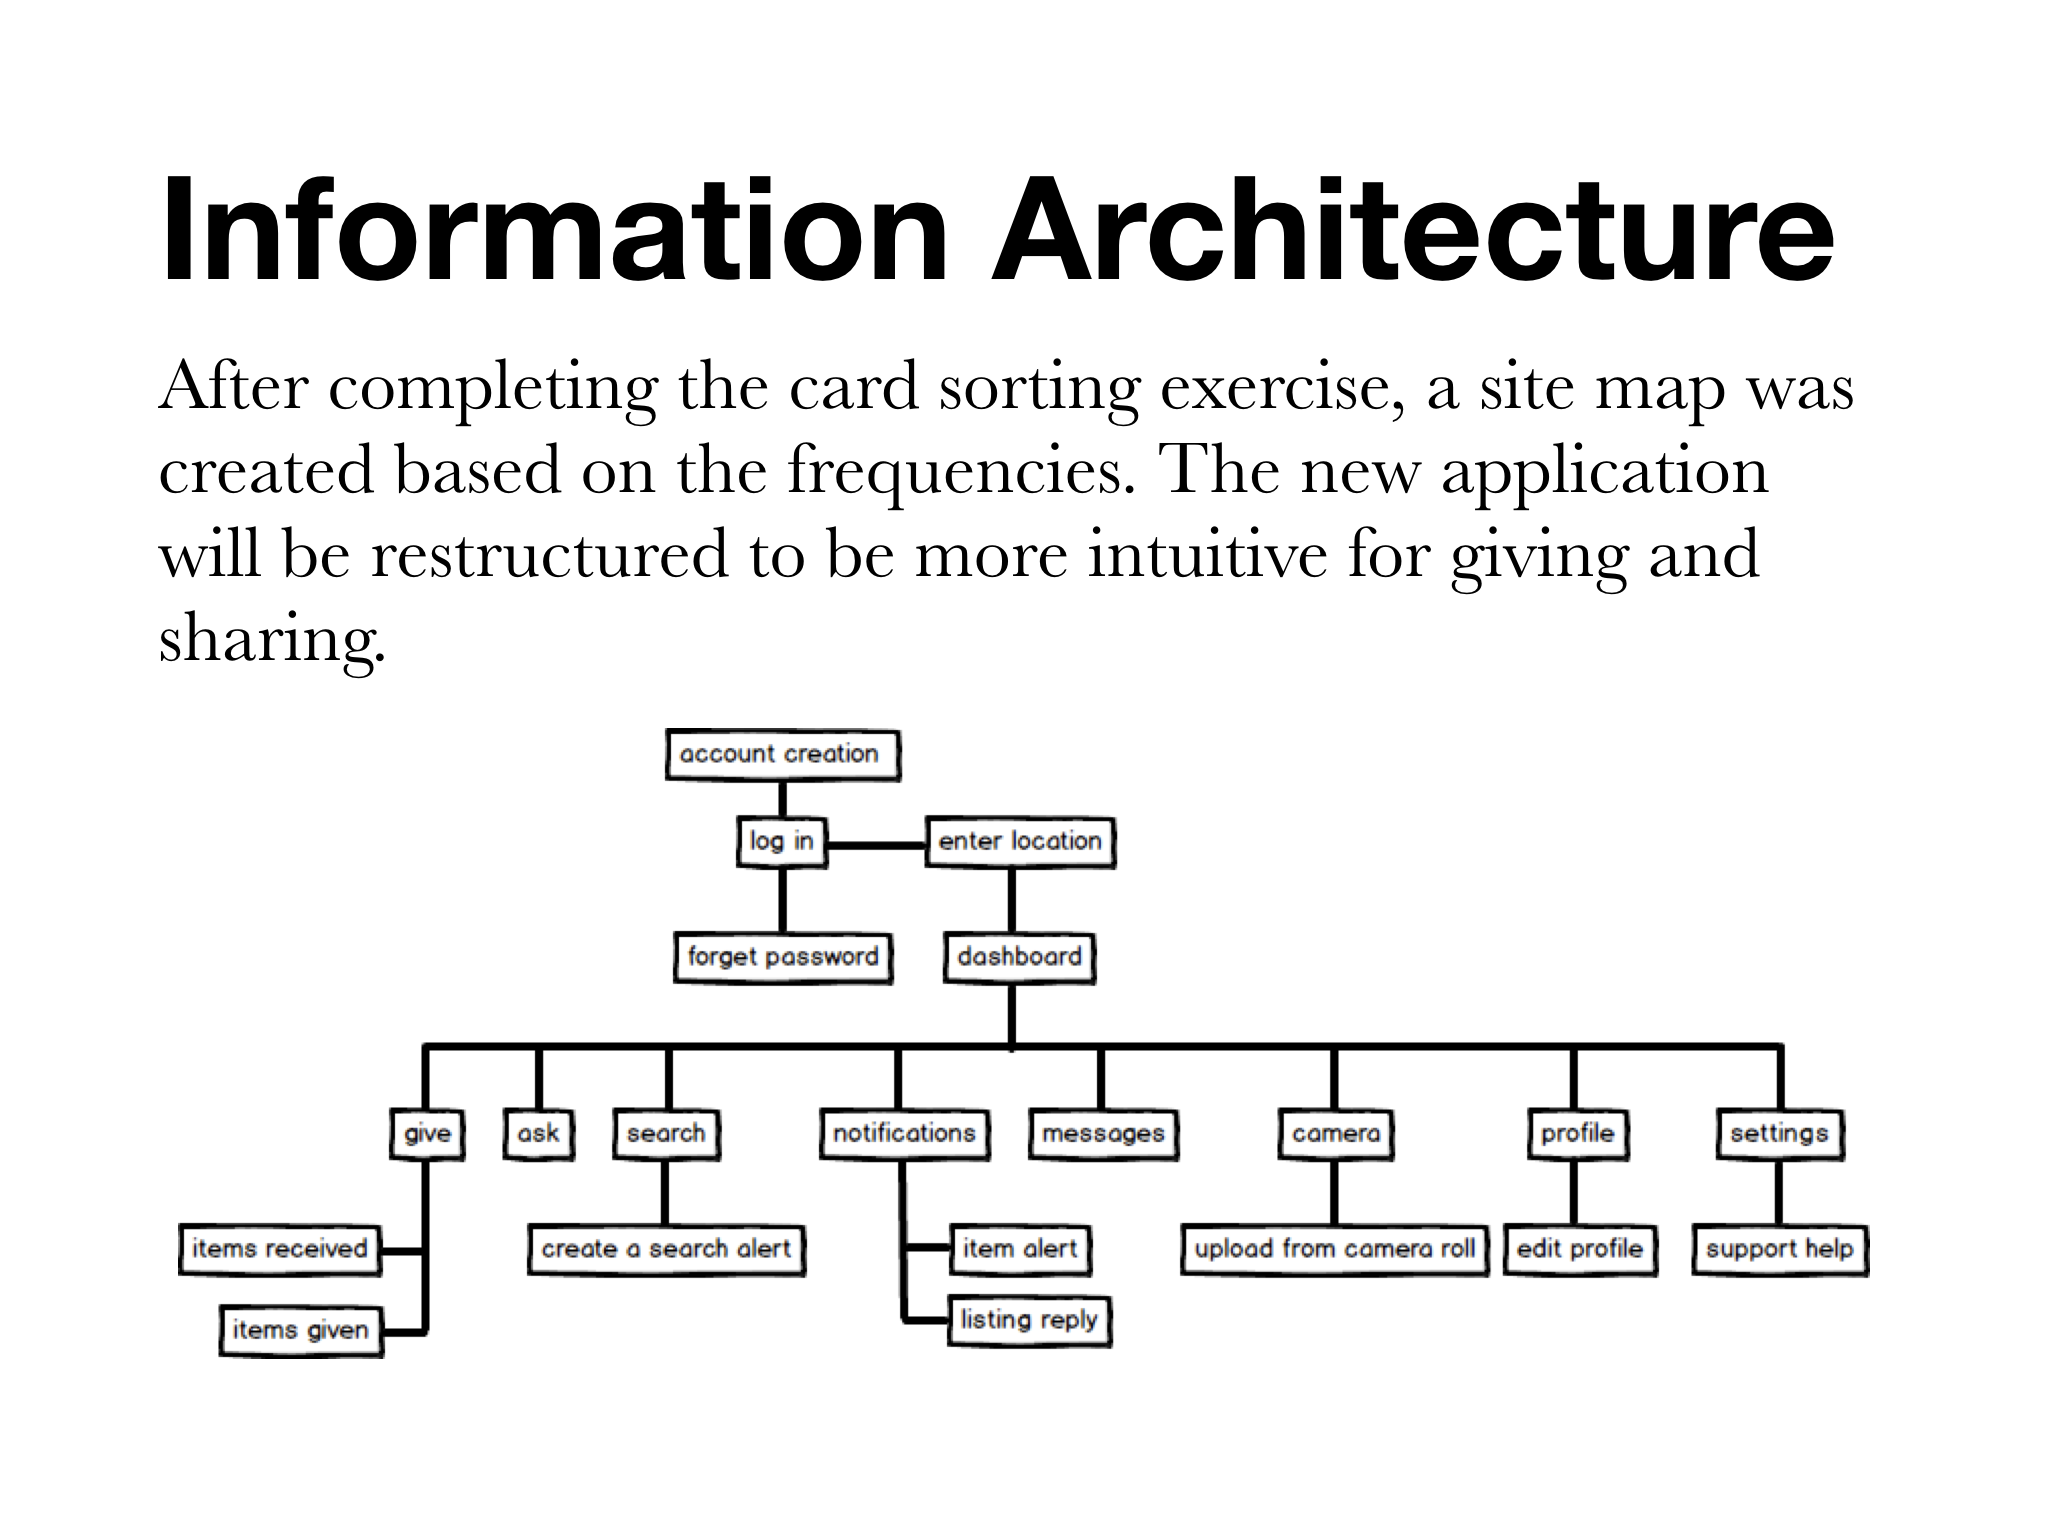 Information Architecture
After completing the card sorting exercise, a site map was
created based on the frequencies. The new application
will be restructured to be more intuitive for giving and
sharing.
account creation
log in
enter location
forget password
dashboard
give
ask
search
notifications
messages
camera
profile
settings
items received
create a search alert
item alert
upload from camera roll
edit profile
support help
items given
listing reply